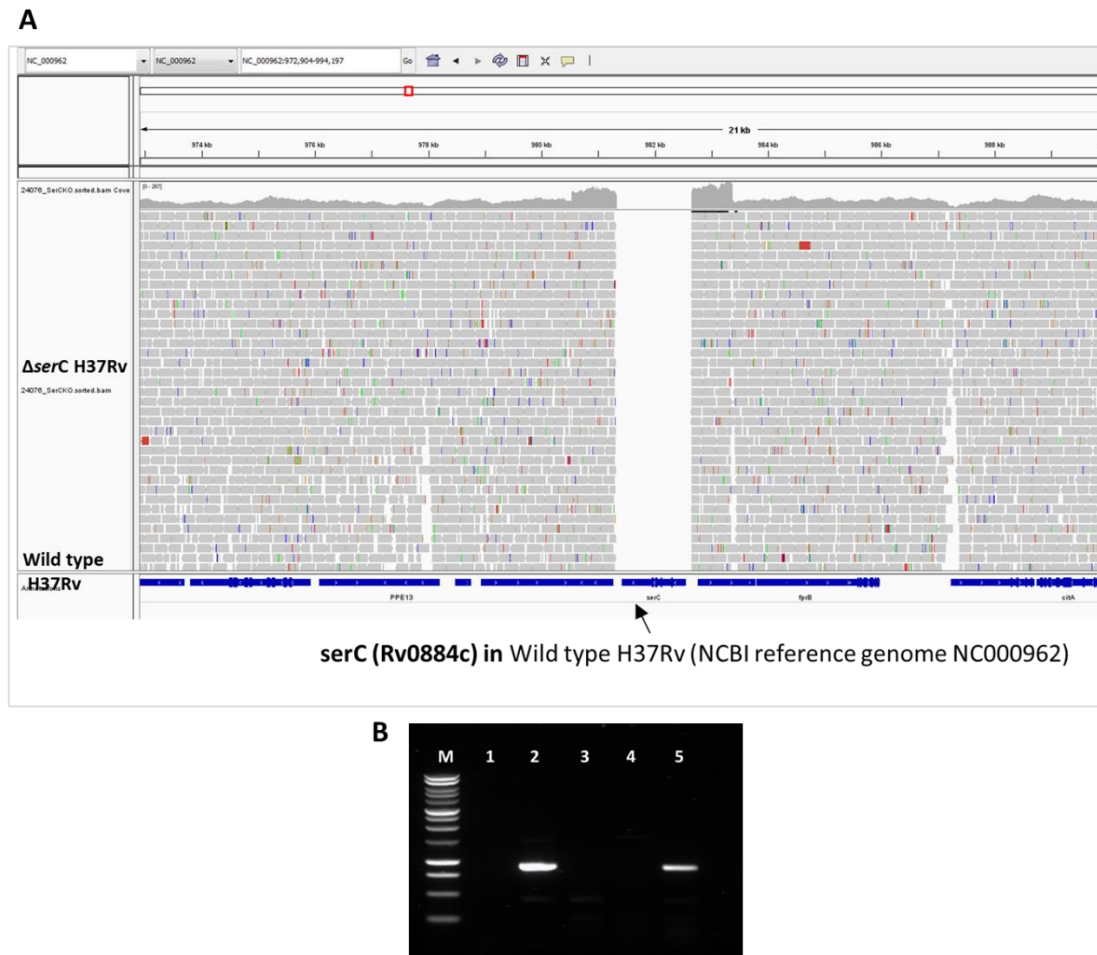 A
NC_000962 NC_000962 NC_000962:972,904-994,197 Go
21 kb
974 kb 976 kb 978 kb 980 kb 982 kb 984 kb 986 kb 988 kb
24076_SerCKO.sorted.bam Cove [0 - 267]
ΔserC H37Rv
24076_SerCKO.sorted.bam
Wild type
H37Rv
PPE13 serC fprB citA
serC (Rv0884c) in Wild type H37Rv (NCBI reference genome NC000962)
B
M 1 2 3 4 5